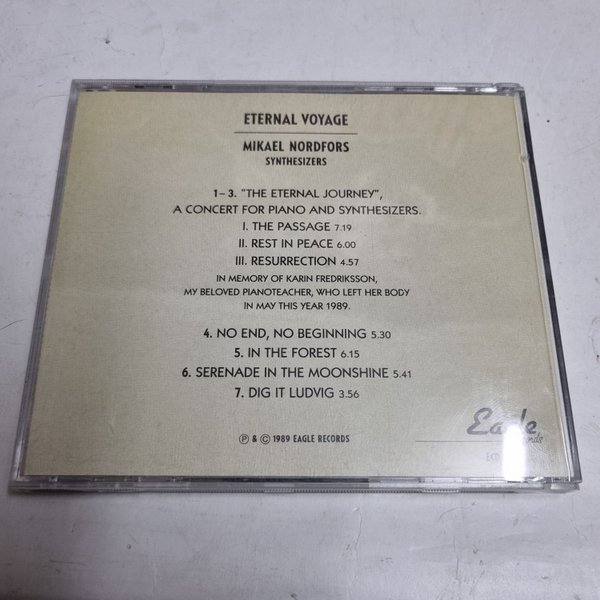 ETERNAL VOYAGE
MIKAEL NORDFORS
SYNTHESIZERS
1–3. "THE ETERNAL JOURNEY",
A CONCERT FOR PIANO AND SYNTHESIZERS.
I. THE PASSAGE 7.19
II. REST IN PEACE 6.00
III. RESURRECTION 4.57
IN MEMORY OF KARIN FREDRIKSSON,
MY BELOVED PIANOTEACHER, WHO LEFT HER BODY
IN MAY THIS YEAR 1989.
4. NO END, NO BEGINNING 5.30
5. IN THE FOREST 6.15
6. SERENADE IN THE MOONSHINE 5.41
7. DIG IT LUDVIG 3.56
Eagle
℗ & © 1989 EAGLE RECORDS